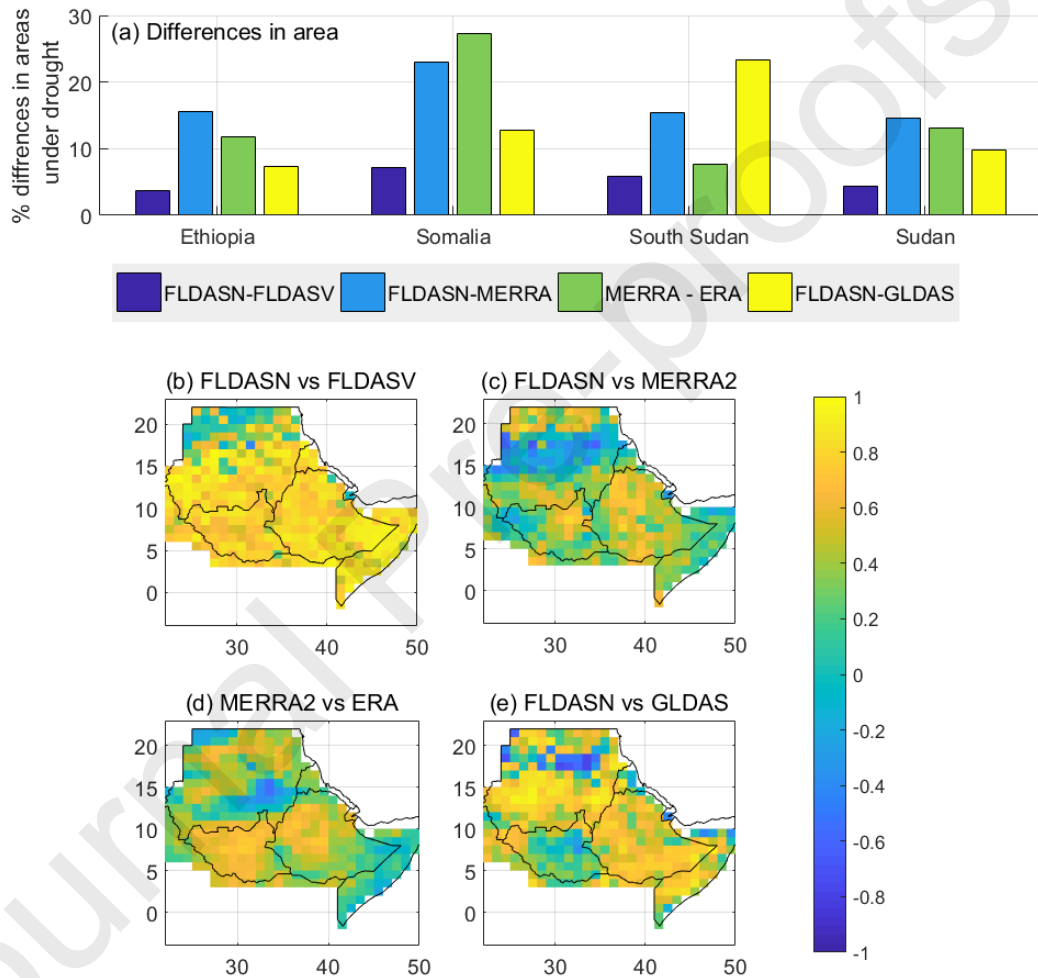 (a) Differences in area
% diffrences in areas
under drought
30
20
10
0
Ethiopia Somalia South Sudan Sudan
FLDASN-FLDASV FLDASN-MERRA MERRA - ERA FLDASN-GLDAS
(b) FLDASN vs FLDASV
20
15
10
5
0
30 40 50
(c) FLDASN vs MERRA2
20
15
10
5
0
30 40 50
(d) MERRA2 vs ERA
20
15
10
5
0
30 40 50
(e) FLDASN vs GLDAS
20
15
10
5
0
30 40 50
1
0.8
0.6
0.4
0.2
0
-0.2
-0.4
-0.6
-0.8
-1
ournal Pre-proofs